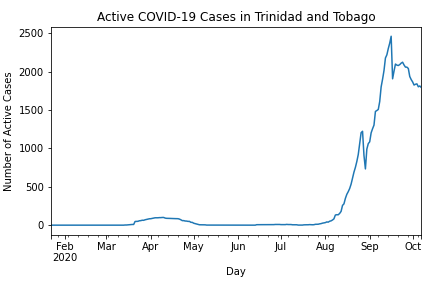 Active COVID-19 Cases in Trinidad and Tobago
Number of Active Cases
2500
2000
1500
1000
500
0
Feb Mar Apr May Jun Jul Aug Sep Oct
2020
Day